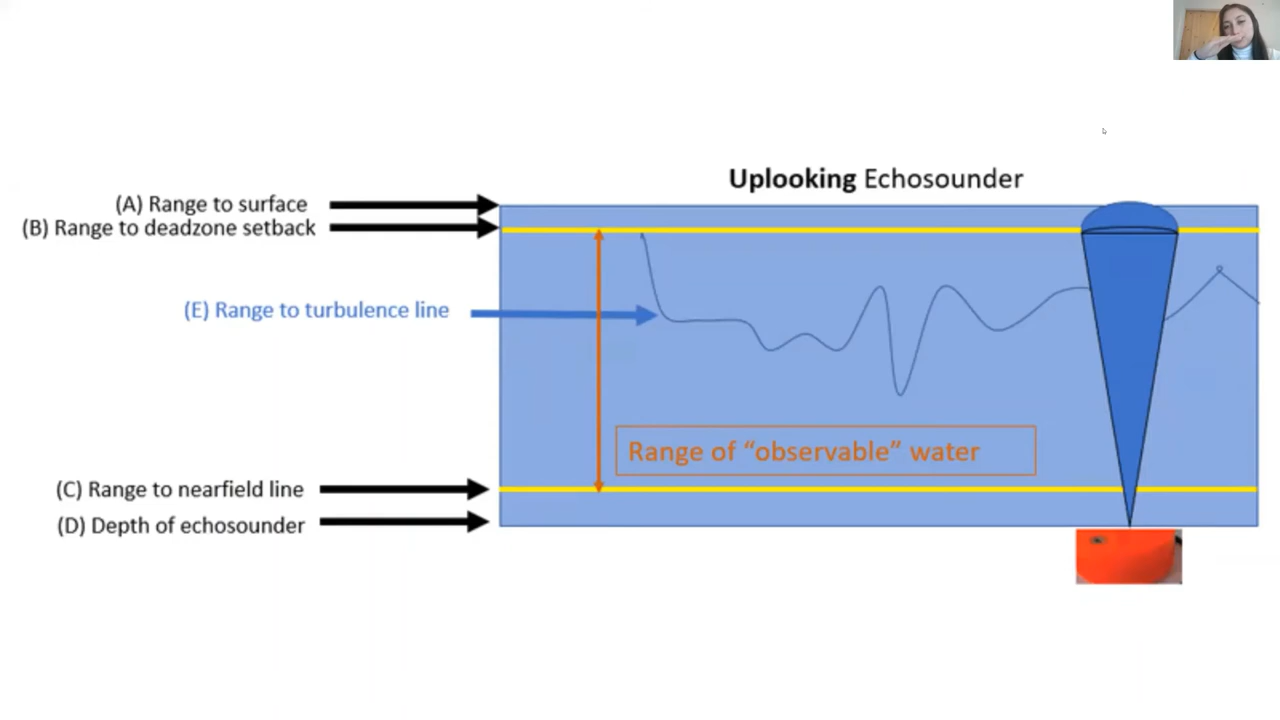 Uplooking Echosounder
(A) Range to surface
(B) Range to deadzone setback
(E) Range to turbulence line
Range of “observable” water
(C) Range to nearfield line
(D) Depth of echosounder